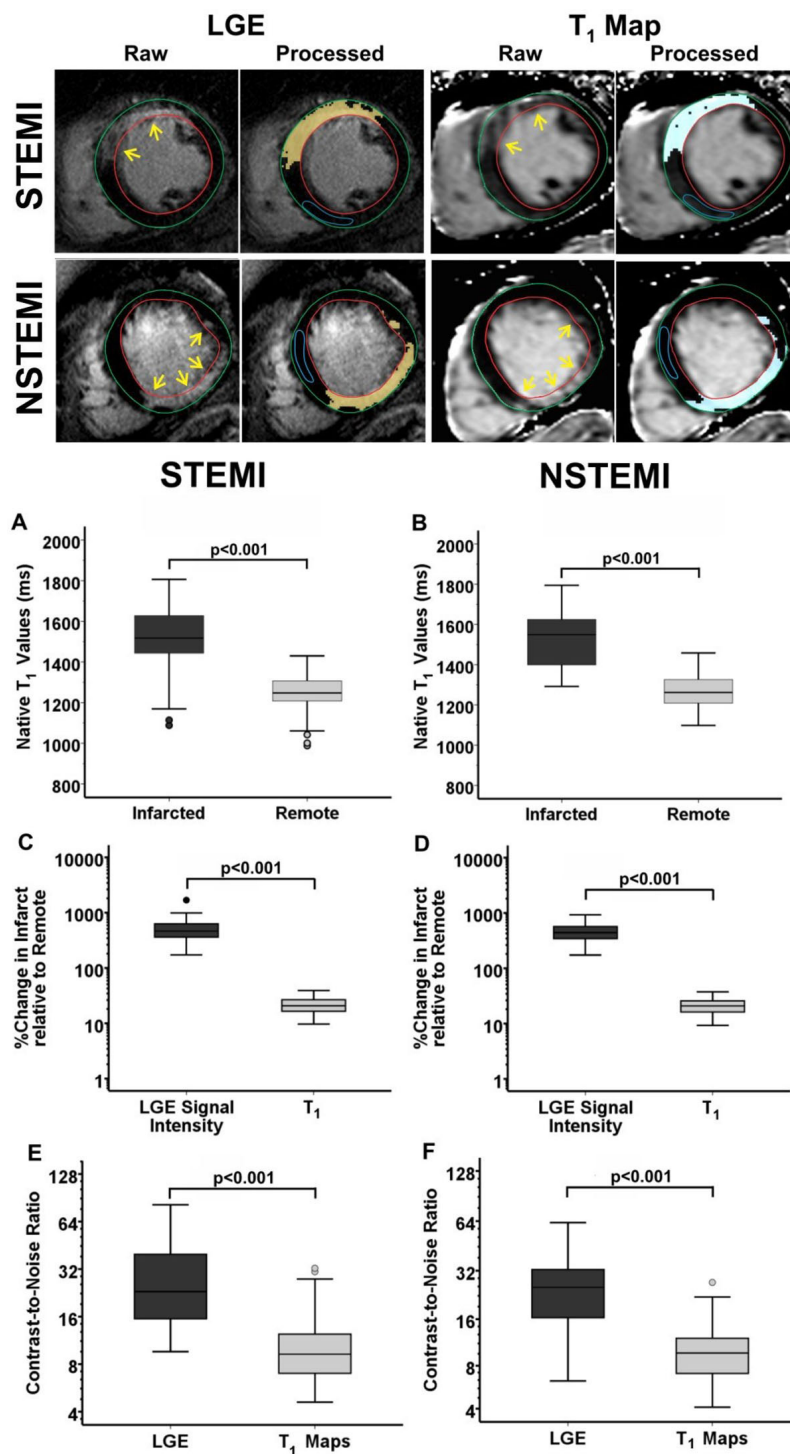 LGE
T1 Map
Raw
Processed
Raw
Processed
STEMI
NSTEMI
STEMI
NSTEMI
A
Native T1 Values (ms)
2000
1800
1600
1400
1200
1000
800
p<0.001
Infarcted
Remote
B
Native T1 Values (ms)
2000
1800
1600
1400
1200
1000
800
p<0.001
Infarcted
Remote
C
%Change in Infarct
relative to Remote
10000
1000
100
10
1
p<0.001
LGE Signal
Intensity
T1
D
%Change in Infarct
relative to Remote
10000
1000
100
10
1
p<0.001
LGE Signal
Intensity
T1
E
Contrast-to-Noise Ratio
128
64
32
16
8
4
p<0.001
LGE
T1 Maps
F
Contrast-to-Noise Ratio
128
64
32
16
8
4
p<0.001
LGE
T1 Maps